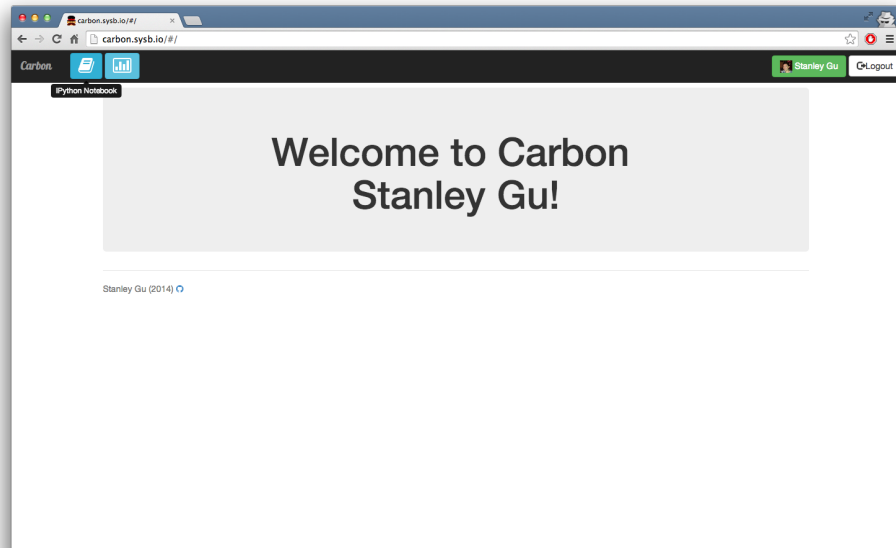 carbon.sysb.io/#/
carbon.sysb.io/#/
Carbon
Stanley Gu
Logout
IPython Notebook
Welcome to Carbon
Stanley Gu!
Stanley Gu (2014)